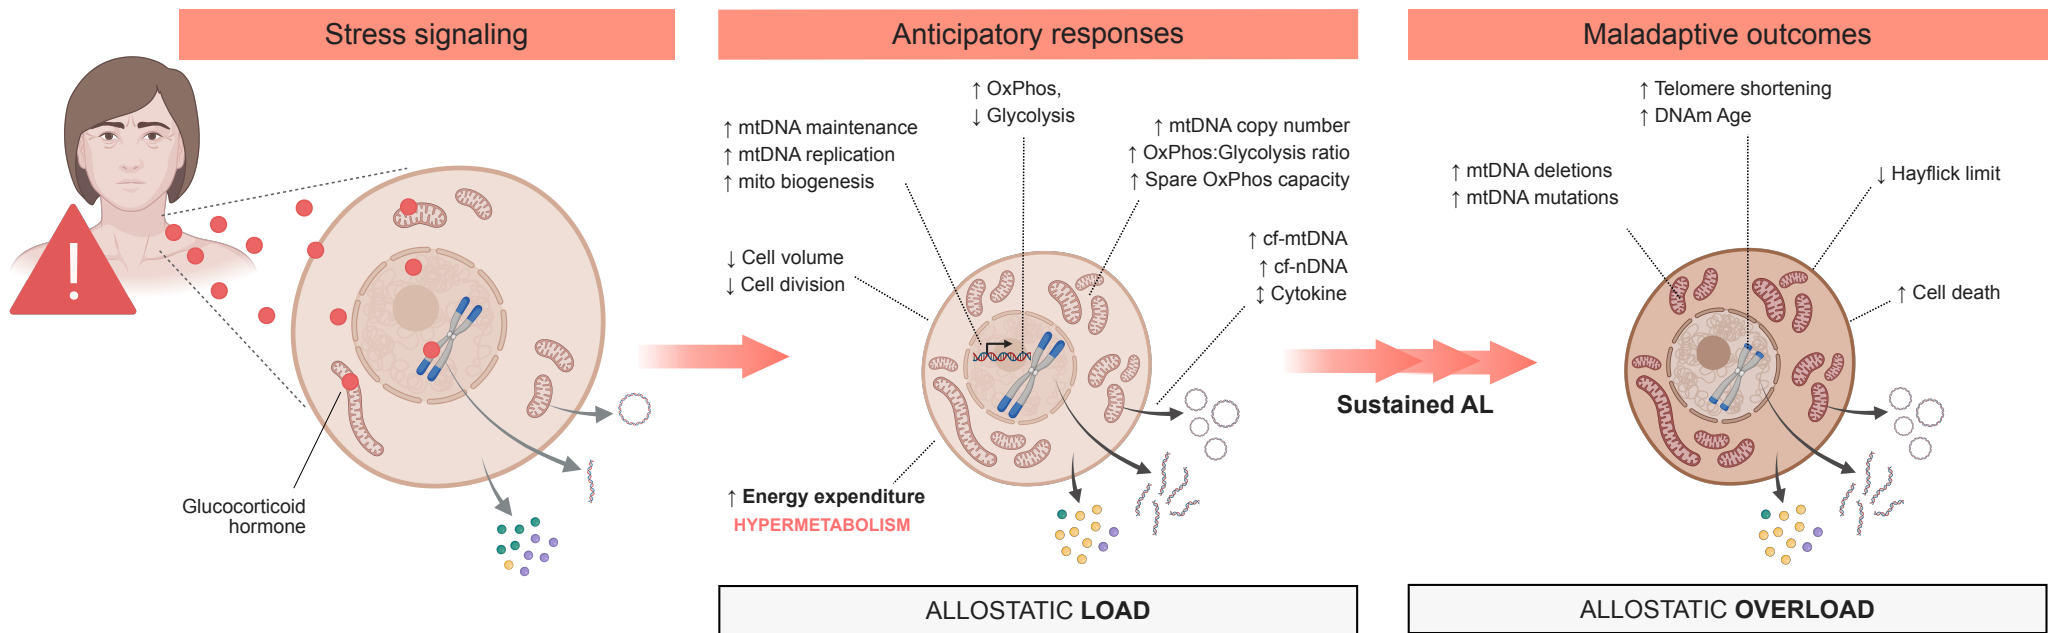 Stress signaling
Glucocorticoid
hormone
Anticipatory responses
↑ OxPhos,
↓ Glycolysis
↑ mtDNA maintenance
↑ mtDNA replication
↑ mito biogenesis
↑ mtDNA copy number
↑ OxPhos:Glycolysis ratio
↑ Spare OxPhos capacity
↓ Cell volume
↓ Cell division
↑ cf-mtDNA
↑ cf-nDNA
↕ Cytokine
↑ Energy expenditure
HYPERMETABOLISM
ALLOSTATIC LOAD
Sustained AL
Maladaptive outcomes
↑ Telomere shortening
↑ DNAm Age
↑ mtDNA deletions
↑ mtDNA mutations
↓ Hayflick limit
↑ Cell death
ALLOSTATIC OVERLOAD